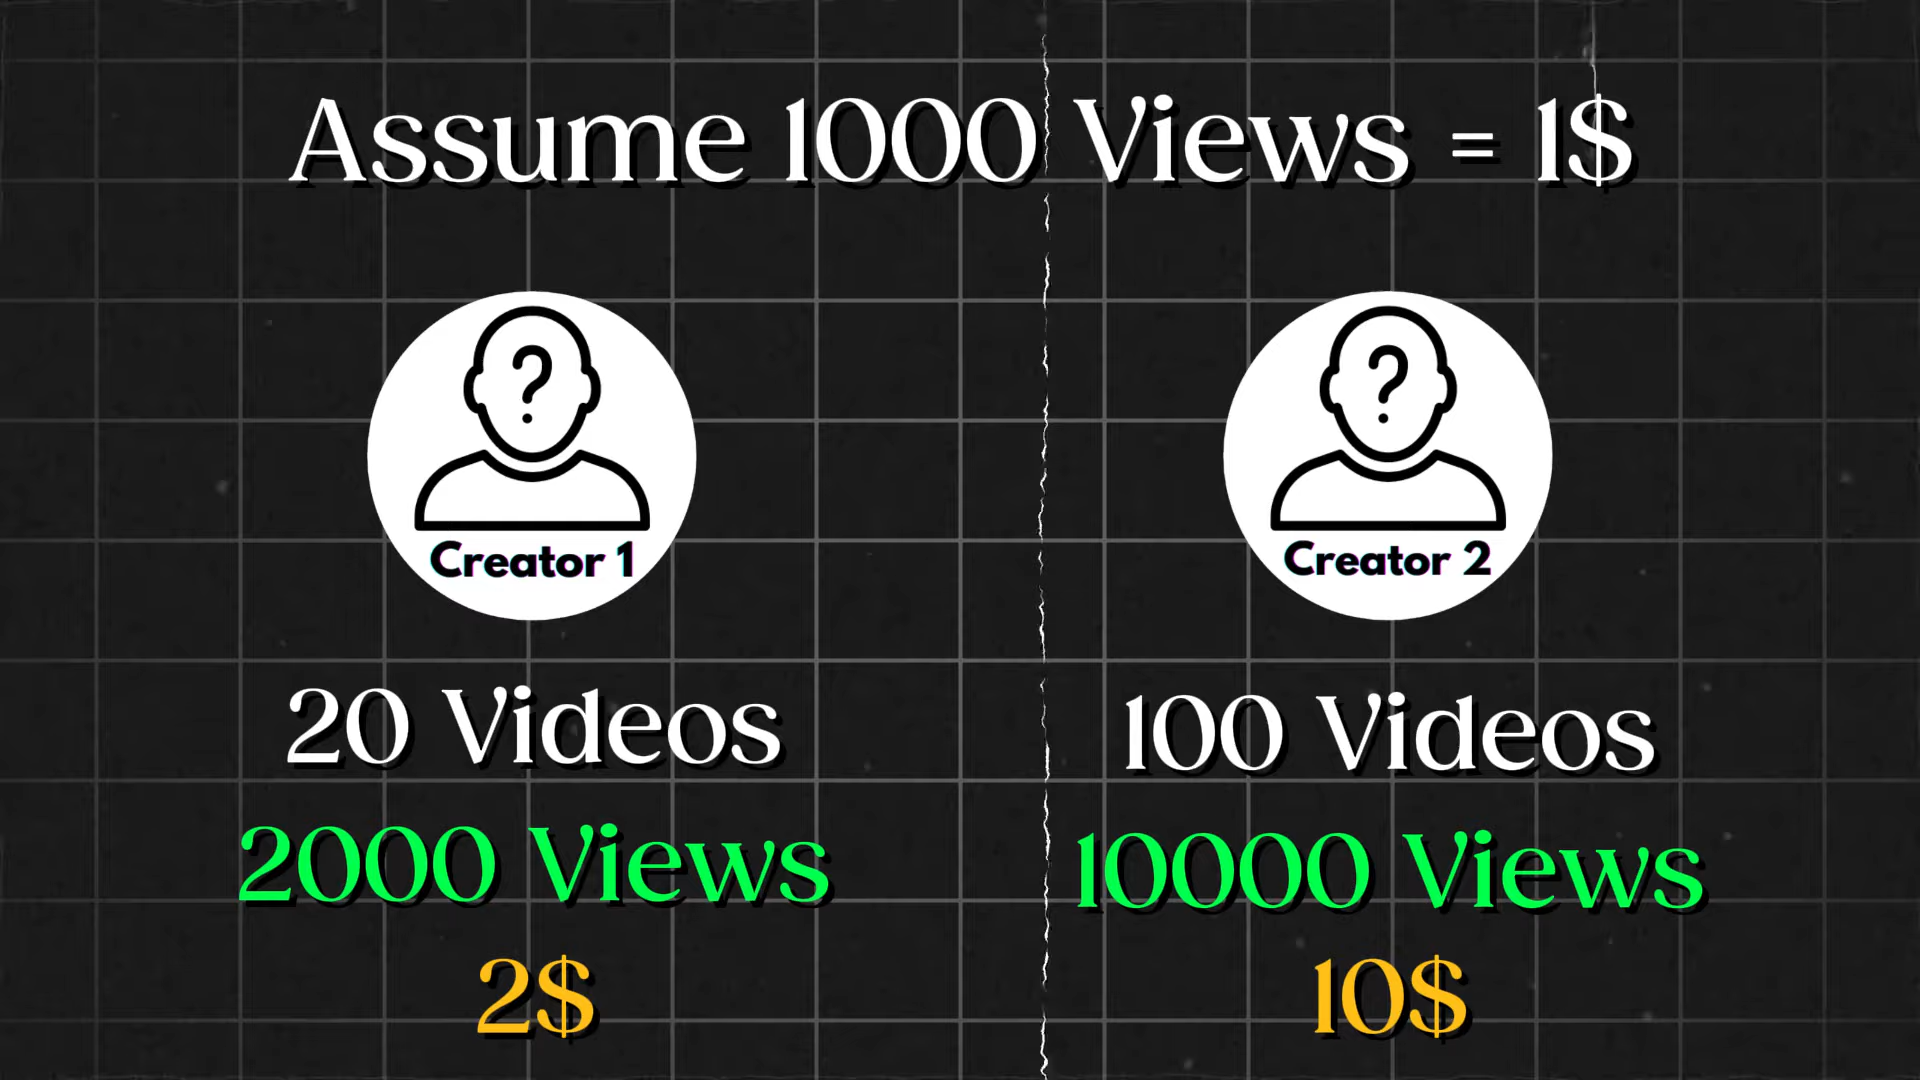 Assume 1000 Views = 1$
?
Creator 1
20 Videos
2000 Views
2$
?
Creator 2
100 Videos
10000 Views
10$